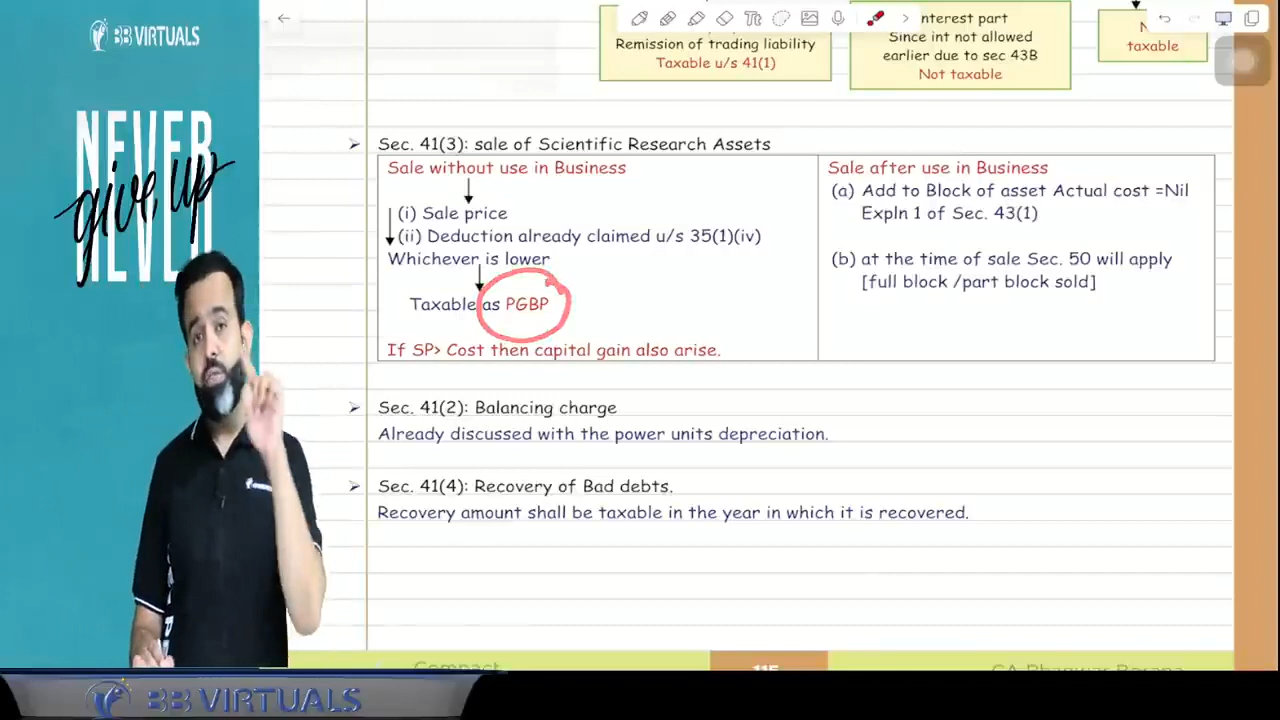 BB VIRTUALS
NEVER
give up
NEVER
Remission of trading liability
Taxable u/s 41(1)
nterest part
Since int not allowed
earlier due to sec 43B
Not taxable
N
taxable
Sec. 41(3): sale of Scientific Research Assets
Sale without use in Business
(i) Sale price
(ii) Deduction already claimed u/s 35(1)(iv)
Whichever is lower
Taxable as PGBP
If SP> Cost then capital gain also arise.
Sale after use in Business
(a) Add to Block of asset Actual cost =Nil
Expln 1 of Sec. 43(1)
(b) at the time of sale Sec. 50 will apply
[full block /part block sold]
Sec. 41(2): Balancing charge
Already discussed with the power units depreciation.
Sec. 41(4): Recovery of Bad debts.
Recovery amount shall be taxable in the year in which it is recovered.
Compact 115 CA Bhanwar Borana
BB VIRTUALS